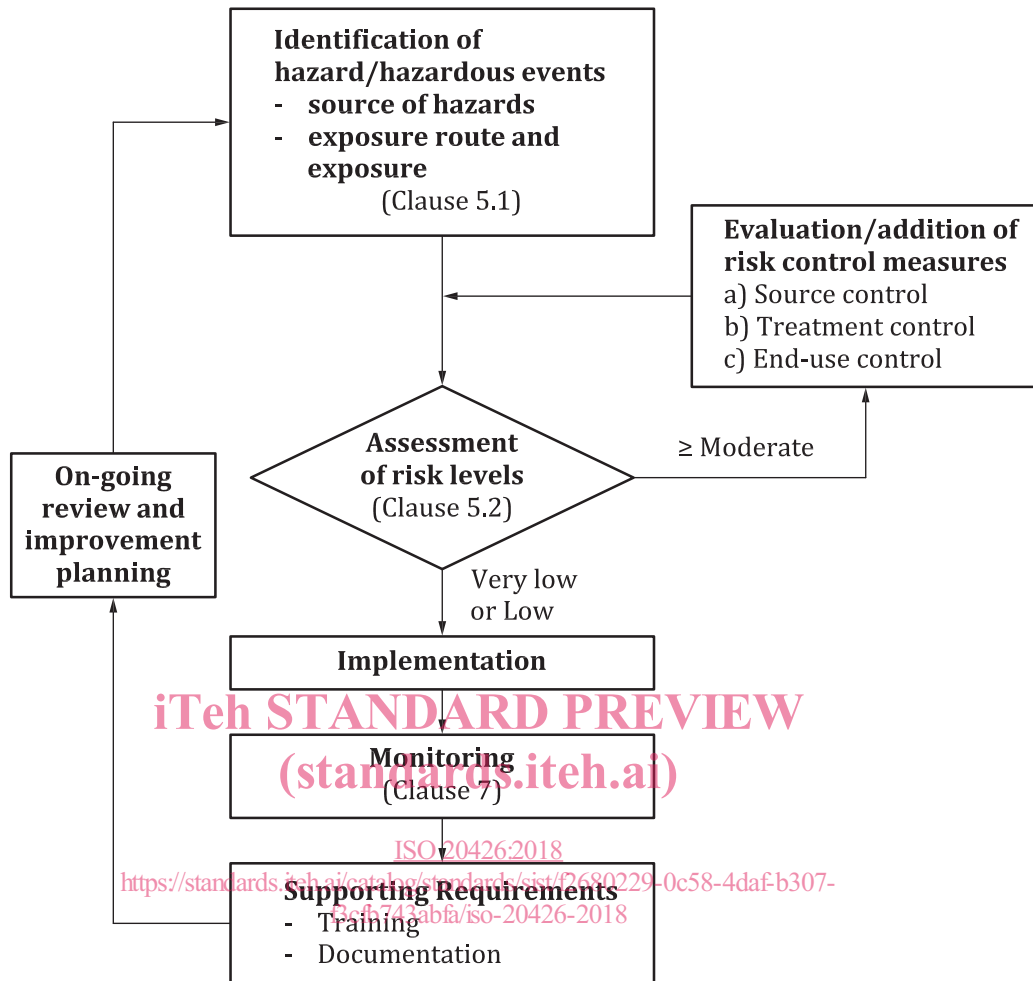 Identification of
hazard/hazardous events
- source of hazards
- exposure route and
exposure
(Clause 5.1)
Evaluation/addition of
risk control measures
a) Source control
b) Treatment control
c) End-use control
Assessment
of risk levels
(Clause 5.2)
≥ Moderate
On-going
review and
improvement
planning
Very low
or Low
Implementation
iTeh STANDARD PREVIEW
Monitoring
(standards.iteh.ai)
(Clause 7)
ISO 20426:2018
https://standards.iteh.ai/catalog/standards/sist/f2680229-0c58-4daf-b307-
f3cfb743abfa/iso-20426-2018
Supporting Requirements
- Training
- Documentation